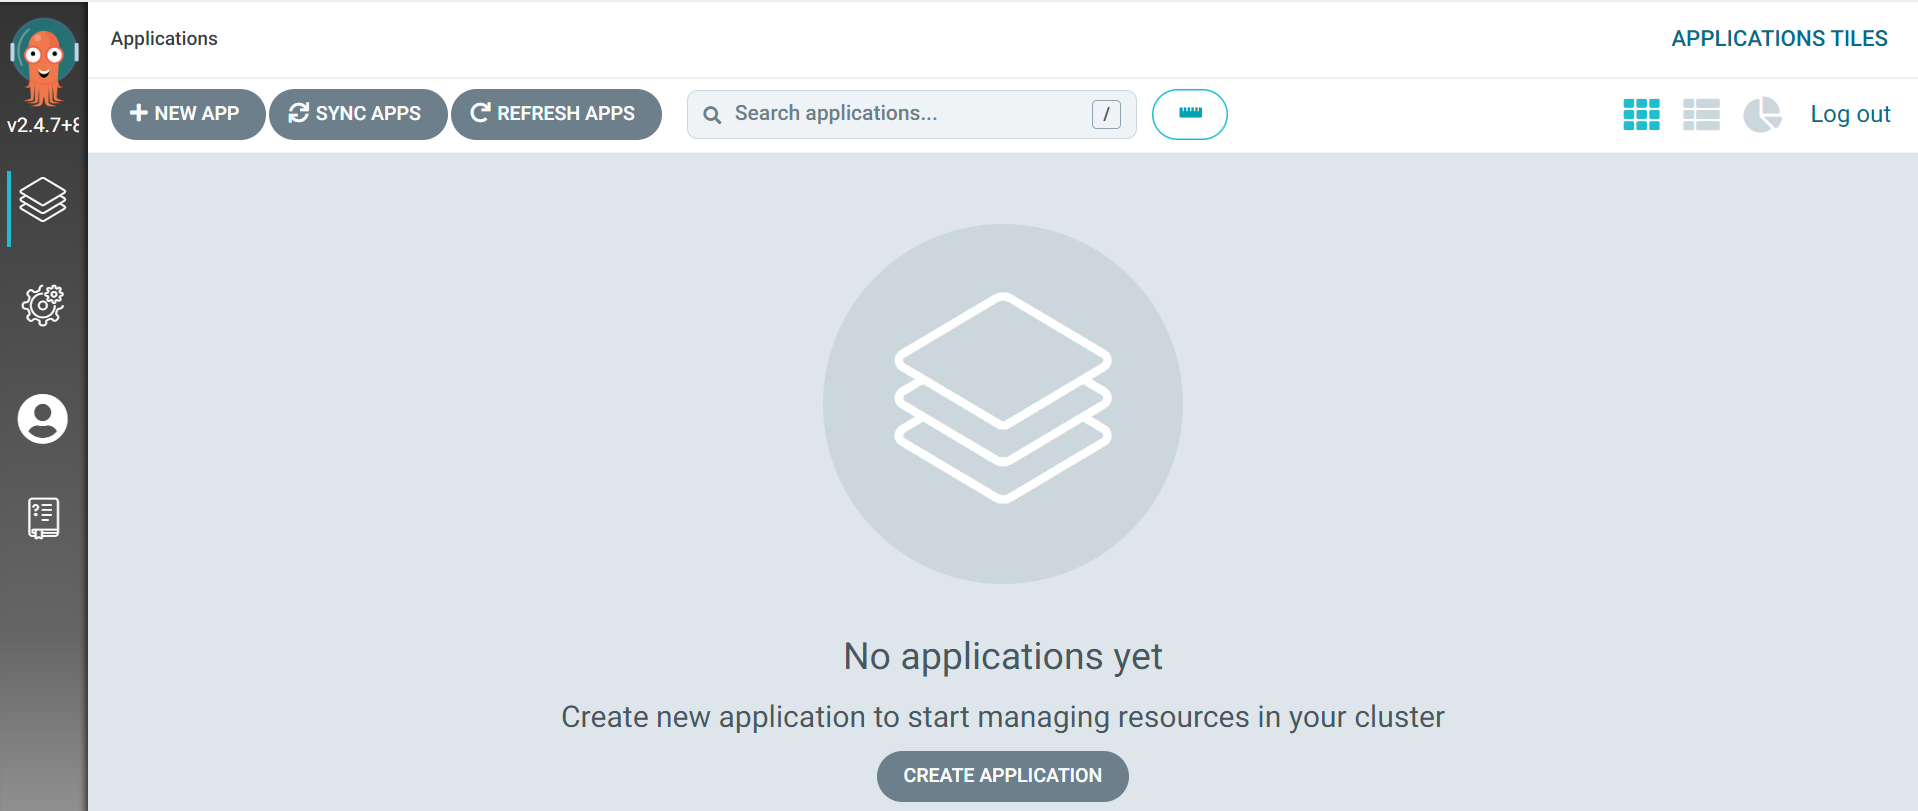 Applications
APPLICATIONS TILES
v2.4.7+8
NEW APP
SYNC APPS
REFRESH APPS
Search applications...
/
Log out
No applications yet
Create new application to start managing resources in your cluster
CREATE APPLICATION